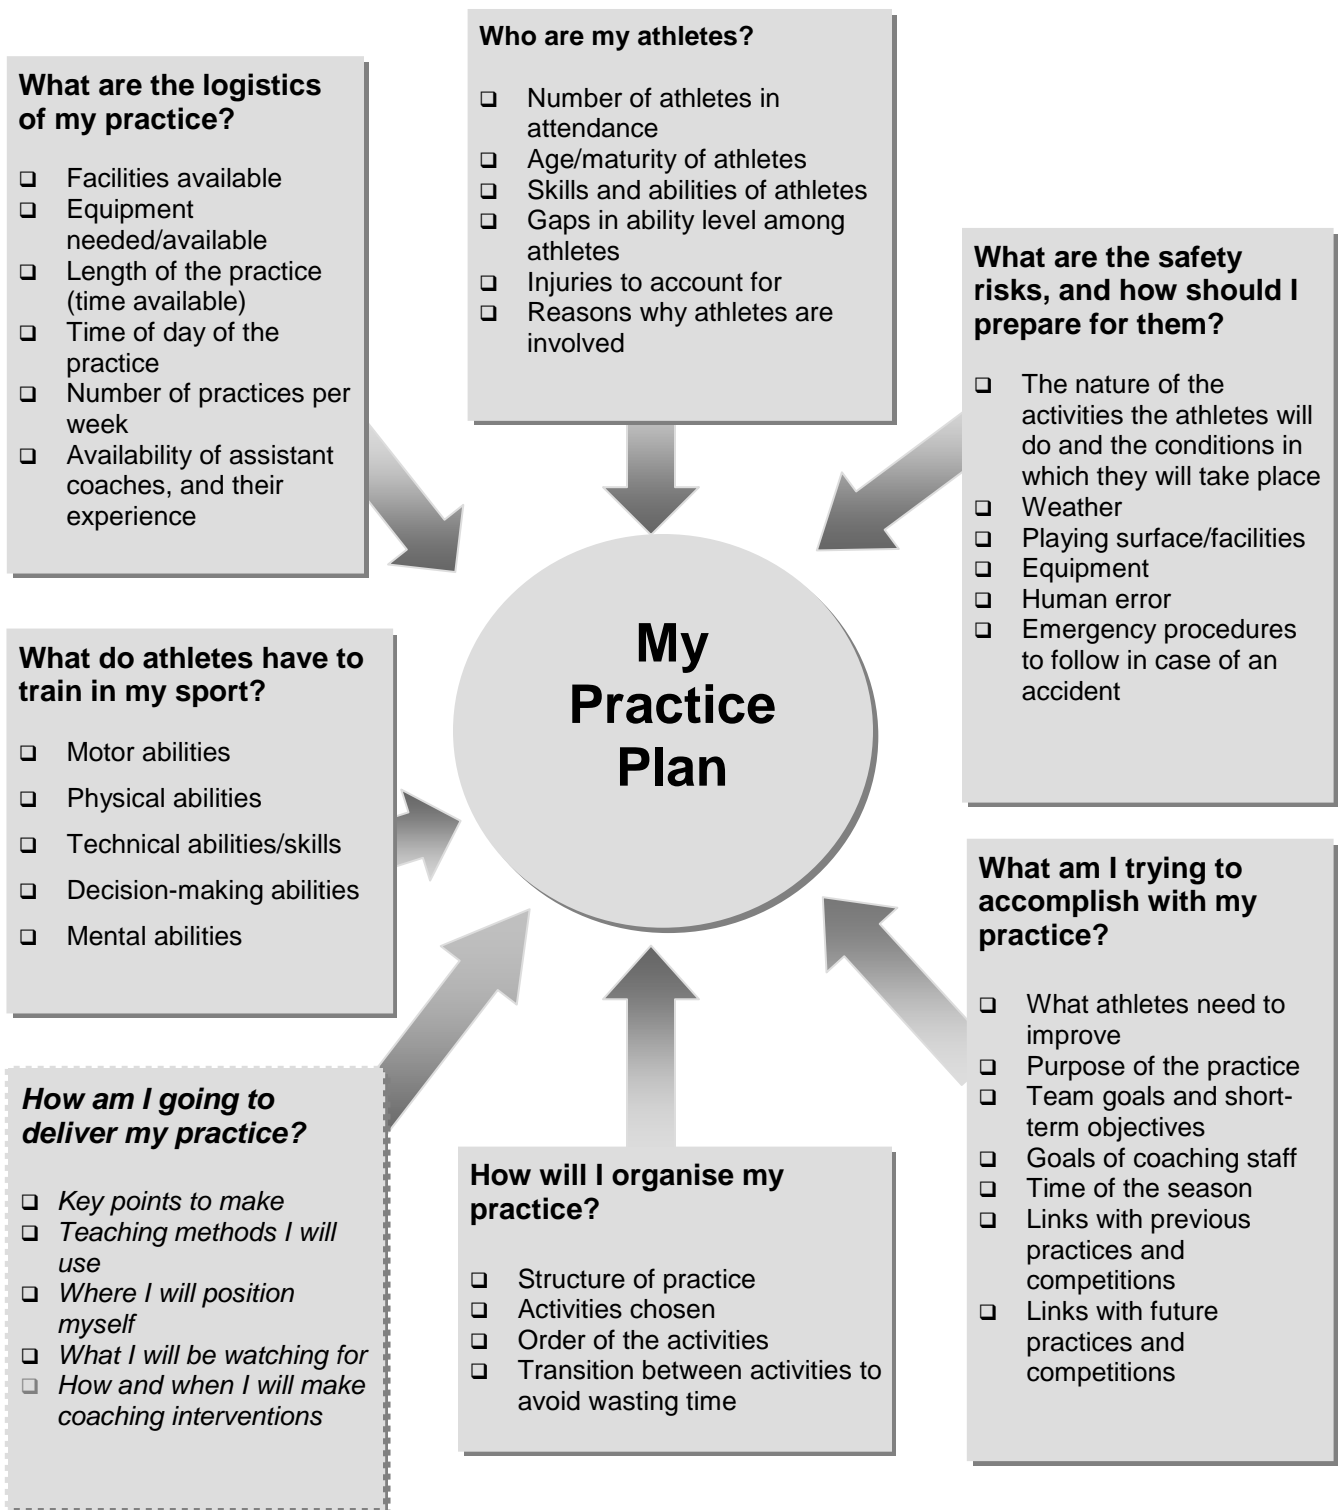 Who are my athletes?
❑ Number of athletes in
attendance
❑ Age/maturity of athletes
❑ Skills and abilities of athletes
❑ Gaps in ability level among
athletes
❑ Injuries to account for
❑ Reasons why athletes are
involved
What are the logistics
of my practice?
❑ Facilities available
❑ Equipment
needed/available
❑ Length of the practice
(time available)
❑ Time of day of the
practice
❑ Number of practices per
week
❑ Availability of assistant
coaches, and their
experience
What are the safety
risks, and how should I
prepare for them?
❑ The nature of the
activities the athletes will
do and the conditions in
which they will take place
❑ Weather
❑ Playing surface/facilities
❑ Equipment
❑ Human error
❑ Emergency procedures
to follow in case of an
accident
My
Practice
Plan
What do athletes have to
train in my sport?
❑ Motor abilities
❑ Physical abilities
❑ Technical abilities/skills
❑ Decision-making abilities
❑ Mental abilities
What am I trying to
accomplish with my
practice?
❑ What athletes need to
improve
❑ Purpose of the practice
❑ Team goals and short-
term objectives
❑ Goals of coaching staff
❑ Time of the season
❑ Links with previous
practices and
competitions
❑ Links with future
practices and
competitions
How am I going to
deliver my practice?
❑ Key points to make
❑ Teaching methods I will
use
❑ Where I will position
myself
❑ What I will be watching for
❑ How and when I will make
coaching interventions
How will I organise my
practice?
❑ Structure of practice
❑ Activities chosen
❑ Order of the activities
❑ Transition between activities to
avoid wasting time